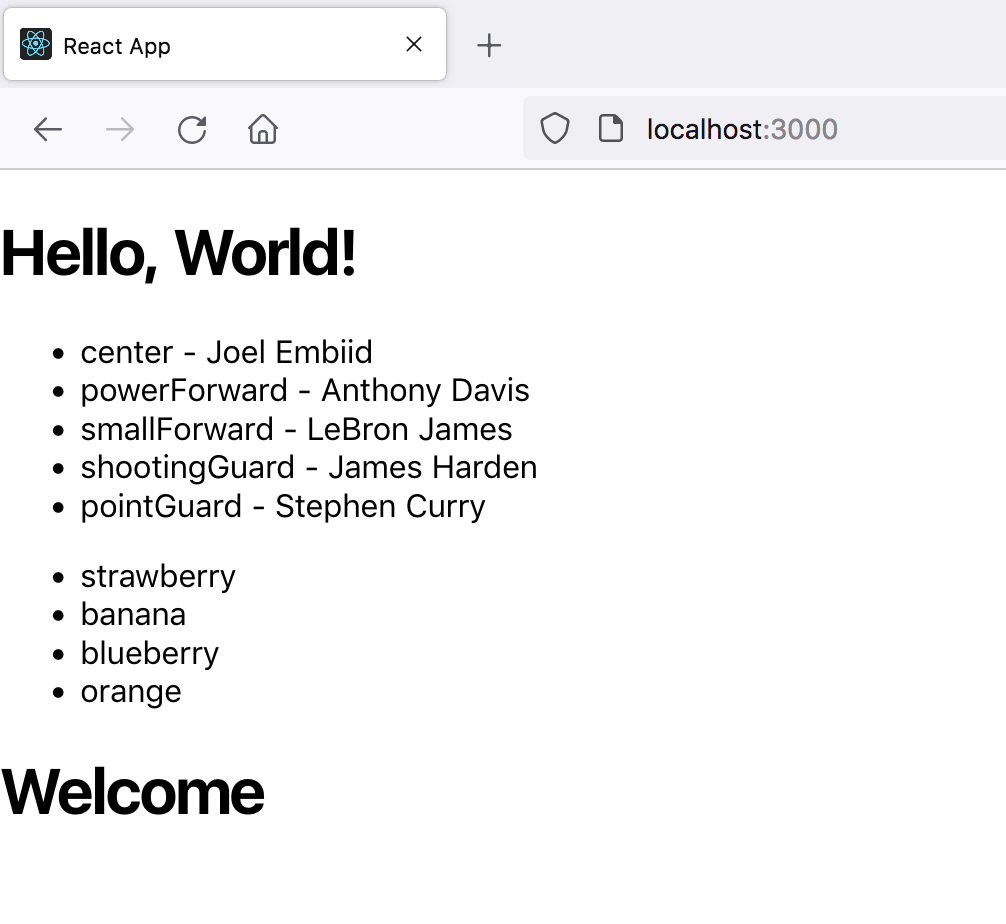 React App
localhost:3000
Hello, World!
center - Joel Embiid
powerForward - Anthony Davis
smallForward - LeBron James
shootingGuard - James Harden
pointGuard - Stephen Curry
strawberry
banana
blueberry
orange
Welcome